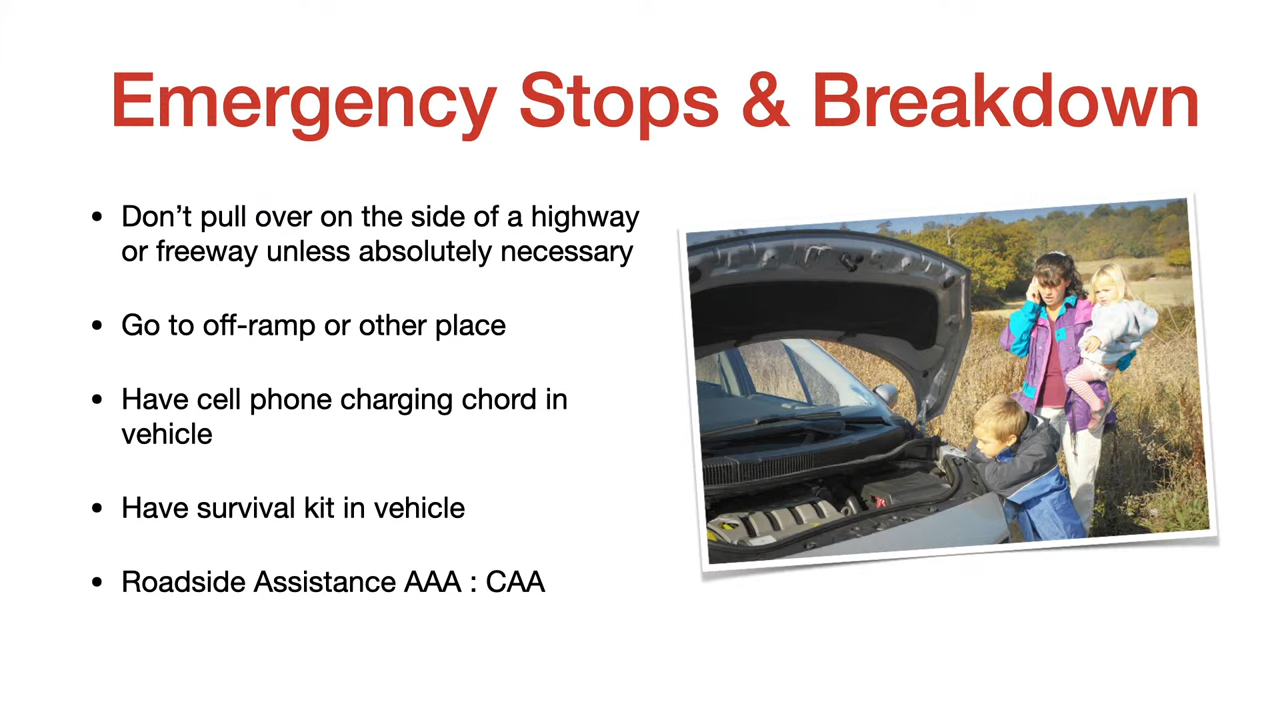 Emergency Stops & Breakdown
• Don’t pull over on the side of a highway
or freeway unless absolutely necessary
• Go to off-ramp or other place
• Have cell phone charging chord in
vehicle
• Have survival kit in vehicle
• Roadside Assistance AAA : CAA